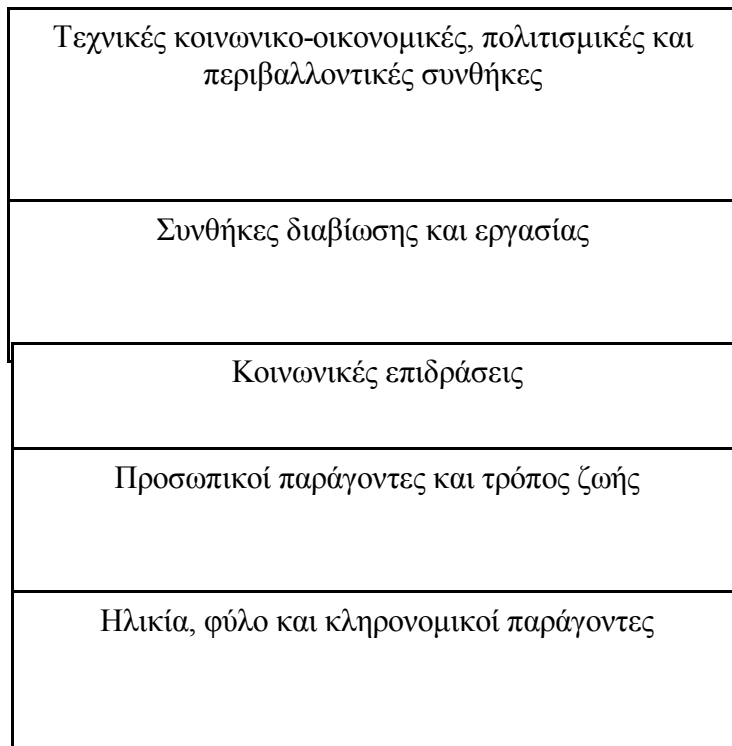 Τεχνικές κοινωνικο-οικονομικές, πολιτισμικές και
περιβαλλοντικές συνθήκες
Συνθήκες διαβίωσης και εργασίας
Κοινωνικές επιδράσεις
Προσωπικοί παράγοντες και τρόπος ζωής
Ηλικία, φύλο και κληρονομικοί παράγοντες